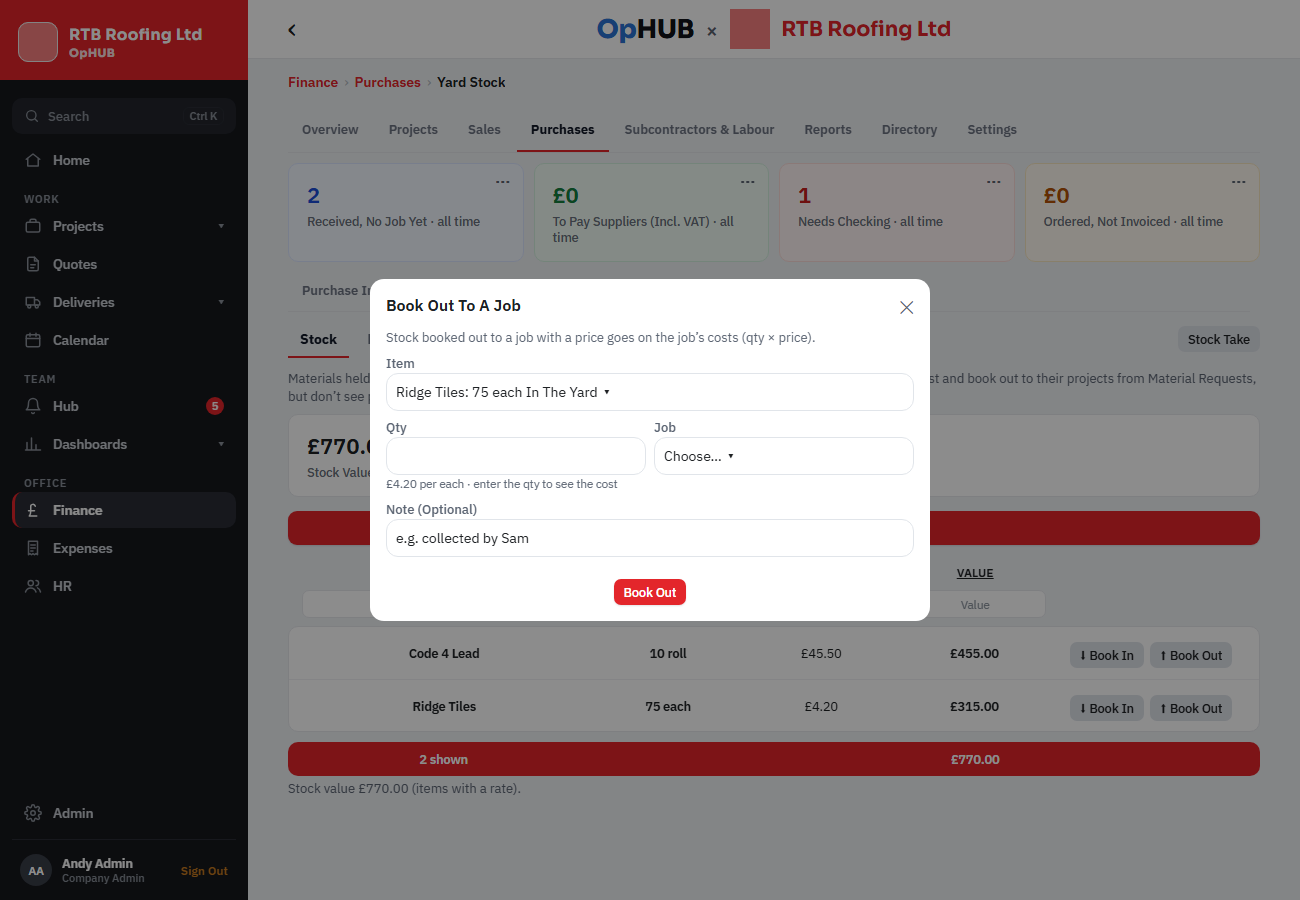 RTB Roofing Ltd
OpHUB
Search
Ctrl K
Home
WORK
Projects
Quotes
Deliveries
Calendar
TEAM
Hub
5
Dashboards
OFFICE
Finance
Expenses
HR
Admin
AA
Andy Admin
Company Admin
Sign Out
OpHUB × RTB Roofing Ltd
Finance › Purchases › Yard Stock
Overview
Projects
Sales
Purchases
Subcontractors & Labour
Reports
Directory
Settings
2
Received, No Job Yet · all time
£0
To Pay Suppliers (Incl. VAT) · all
time
1
Needs Checking · all time
£0
Ordered, Not Invoiced · all time
Purchase
Stock
Stock Take
Materials held
and book out to their projects from Material Requests,
but don’t see
£770.
Stock
Book Out To A Job
Stock booked out to a job with a price goes on the job’s costs (qty × price).
Item
Ridge Tiles: 75 each In The Yard
Qty
Job
Choose...
£4.20 per each · enter the qty to see the cost
Note (Optional)
e.g. collected by Sam
Book Out
VALUE
Value
Code 4 Lead
10 roll
£45.50
£455.00
⬇ Book In
⬆ Book Out
Ridge Tiles
75 each
£4.20
£315.00
⬇ Book In
⬆ Book Out
2 shown
£770.00
Stock value £770.00 (items with a rate).